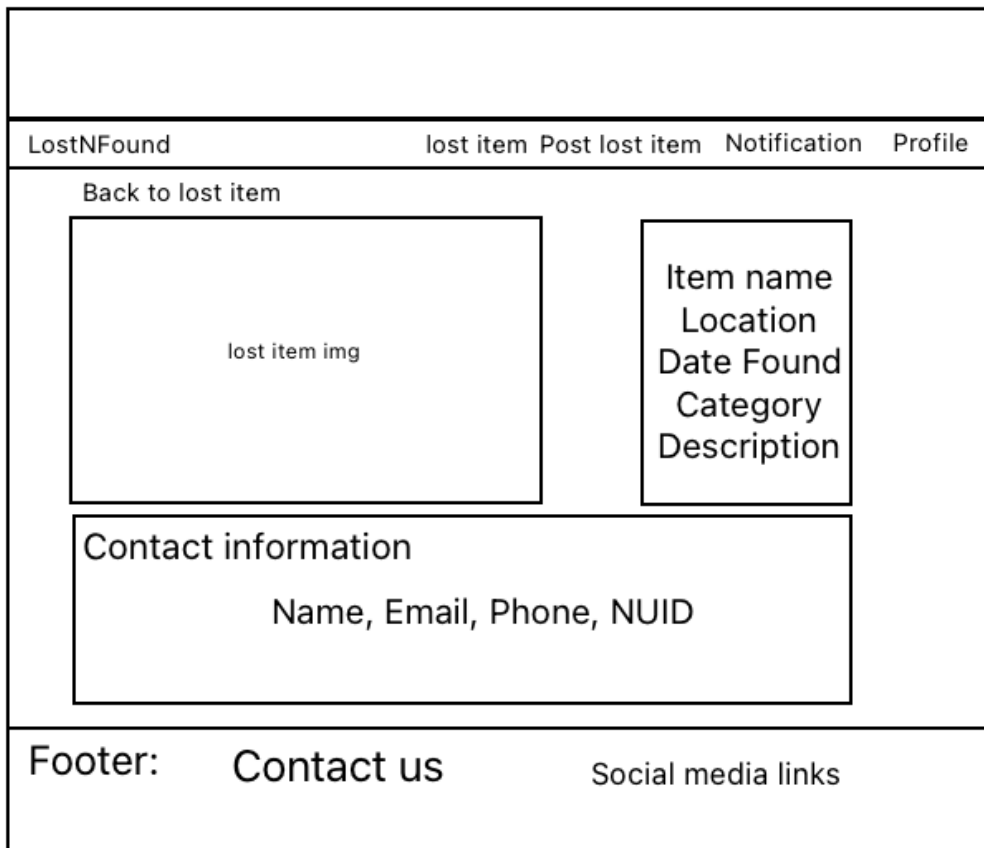 LostNFound lost item Post lost item Notification Profile
Back to lost item
lost item img
Item name
Location
Date Found
Category
Description
Contact information
Name, Email, Phone, NUID
Footer: Contact us Social media links